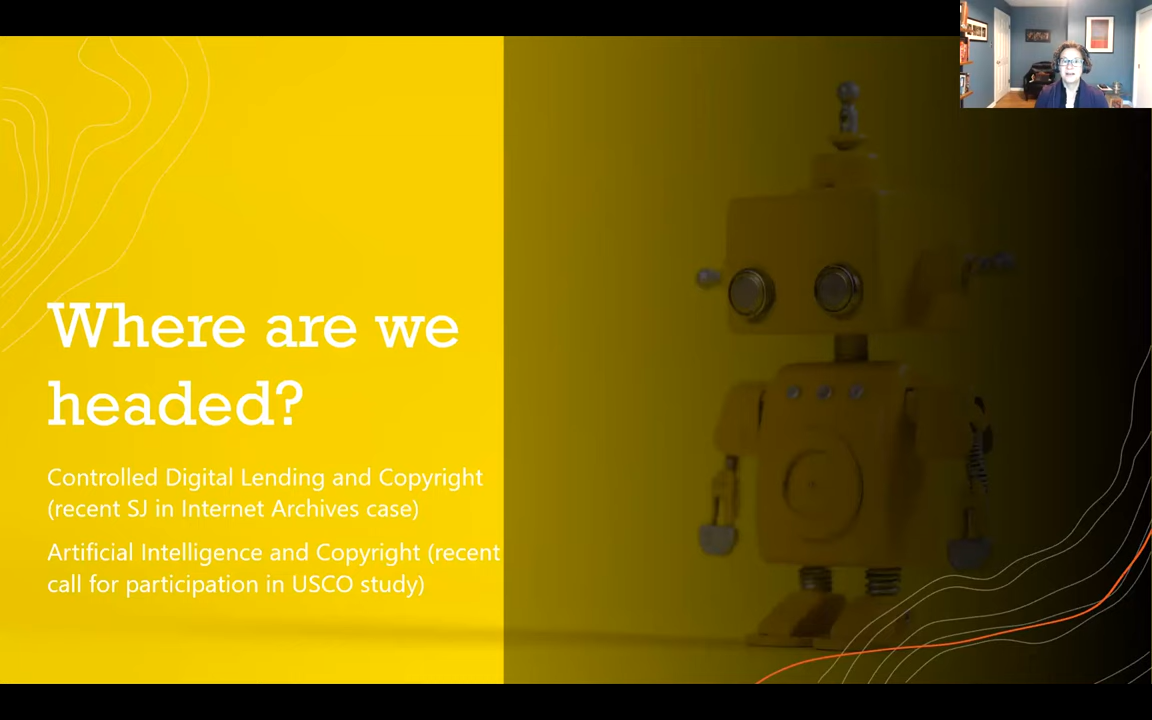 Where are we
headed?
Controlled Digital Lending and Copyright
(recent SJ in Internet Archives case)
Artificial Intelligence and Copyright (recent
call for participation in USCO study)